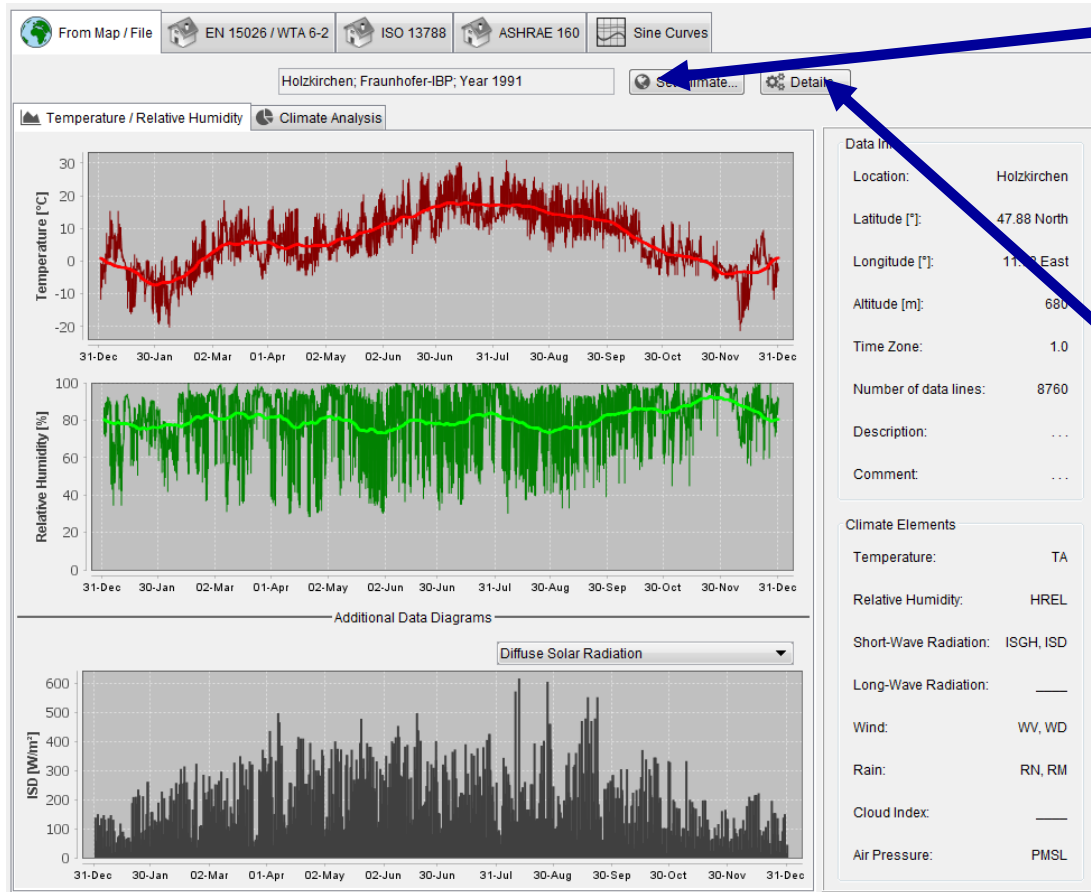 From Map / File EN 15026 / WTA 6-2 ISO 13788 ASHRAE 160 Sine Curves
Holzkirchen; Fraunhofer-IBP; Year 1991 Details
Temperature / Relative Humidity Climate Analysis
Temperature [°C]
30
20
10
0
-10
-20
31-Dec 30-Jan 02-Mar 01-Apr 02-May 02-Jun 30-Jun 31-Jul 30-Aug 30-Sep 30-Oct 30-Nov 31-Dec
Relative Humidity [%]
100
80
60
40
20
0
31-Dec 30-Jan 02-Mar 01-Apr 02-May 02-Jun 30-Jun 31-Jul 30-Aug 30-Sep 30-Oct 30-Nov 31-Dec
Additional Data Diagrams
Diffuse Solar Radiation
ISD [W/m²]
600
500
400
300
200
100
0
31-Dec 30-Jan 02-Mar 01-Apr 02-May 02-Jun 30-Jun 31-Jul 30-Aug 30-Sep 30-Oct 30-Nov 31-Dec
Data
Location: Holzkirchen
Latitude [°]: 47.88 North
Longitude [°]: East
Altitude [m]: 680
Time Zone: 1.0
Number of data lines: 8760
Description: . . .
Comment: . . .
Climate Elements
Temperature: TA
Relative Humidity: HREL
Short-Wave Radiation: ISGH, ISD
Long-Wave Radiation: ____
Wind: WV, WD
Rain: RN, RM
Cloud Index: ____
Air Pressure: PMSL